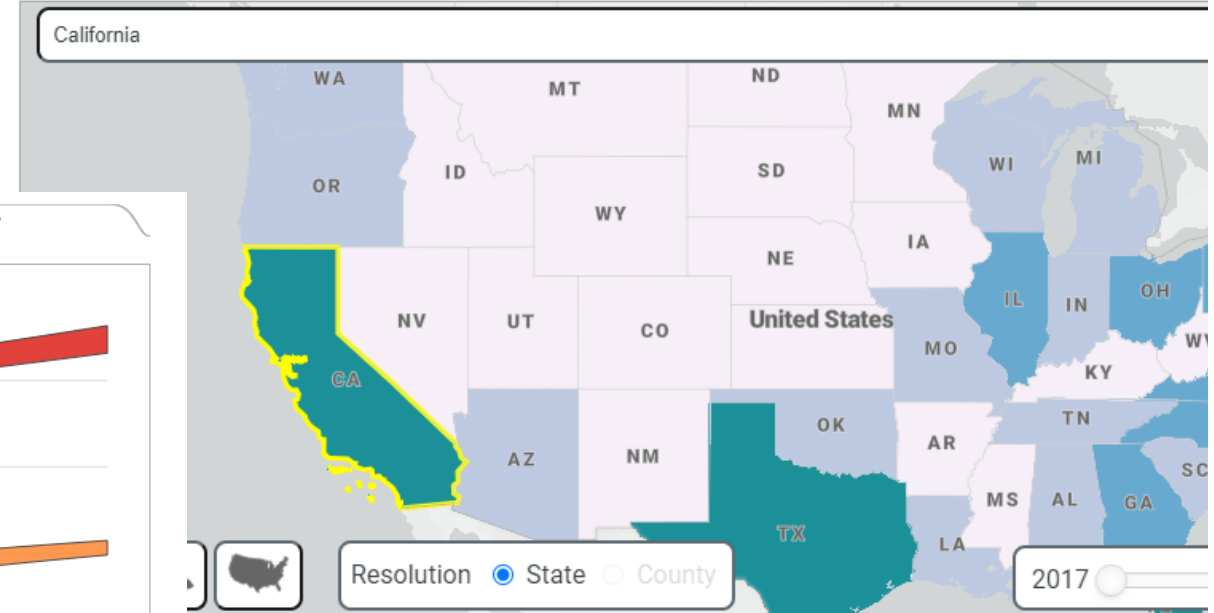 California
WA
MT
ND
MN
OR
ID
SD
WI
MI
WY
IA
NE
IL
IN
OH
NV
UT
CO
United States
MO
WV
KY
CA
TN
OK
AZ
NM
AR
SC
MS
AL
GA
TX
LA
Resolution State County
2017